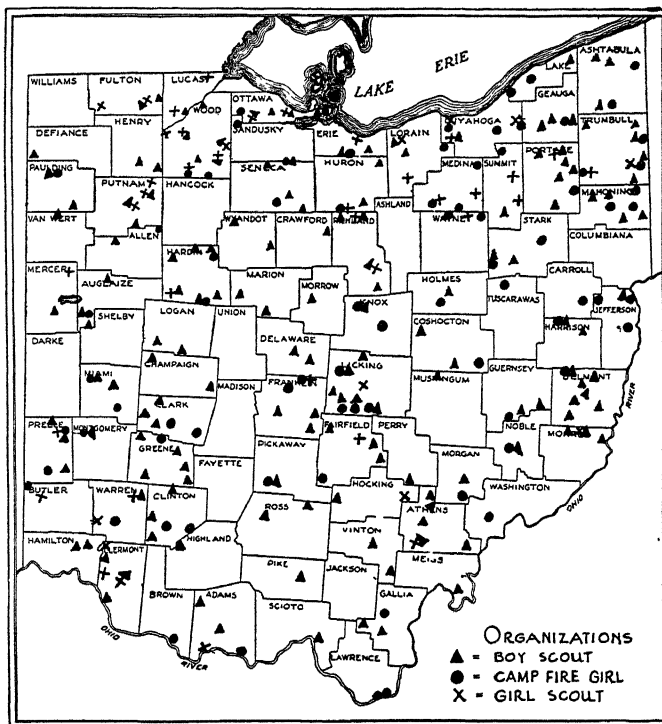 LAKE ERIE
ASHTABULA
LAKE
GEAUGA
WILLIAMS
FULTON
LUCAS
OTTAWA
WOOD
SANDUSKY
ERIE
LORAIN
CUYAHOGA
TRUMBULL
DEFIANCE
HENRY
HURON
MEDINA
SUMMIT
PORTAGE
PAULDING
PUTNAM
HANCOCK
SENECA
ASHLAND
MAHONING
VAN WERT
ALLEN
WYANDOT
CRAWFORD
RICHLAND
WAYNE
STARK
COLUMBIANA
MERCER
AUGLAIZE
HARDIN
MARION
MORROW
HOLMES
CARROLL
TUSCARAWAS
JEFFERSON
SHELBY
LOGAN
UNION
KNOX
COSHOCTON
HARRISON
DARKE
DELAWARE
MIAMI
CHAMPAIGN
MADISON
FRANKLIN
LICKING
MUSKINGUM
GUERNSEY
BELMONT
RIVER
CLARK
PREBLE
MONTGOMERY
GREENE
FAYETTE
PICKAWAY
FAIRFIELD
PERRY
NOBLE
MORGAN
BUTLER
WARREN
CLINTON
HOCKING
WASHINGTON
OHIO
ROSS
ATHENS
HAMILTON
CLERMONT
HIGHLAND
VINTON
MEIGS
PIKE
JACKSON
BROWN
ADAMS
SCIOTO
GALLIA
OHIO
RIVER
LAWRENCE
ORGANIZATIONS
▲ = BOY SCOUT
● = CAMP FIRE GIRL
X = GIRL SCOUT